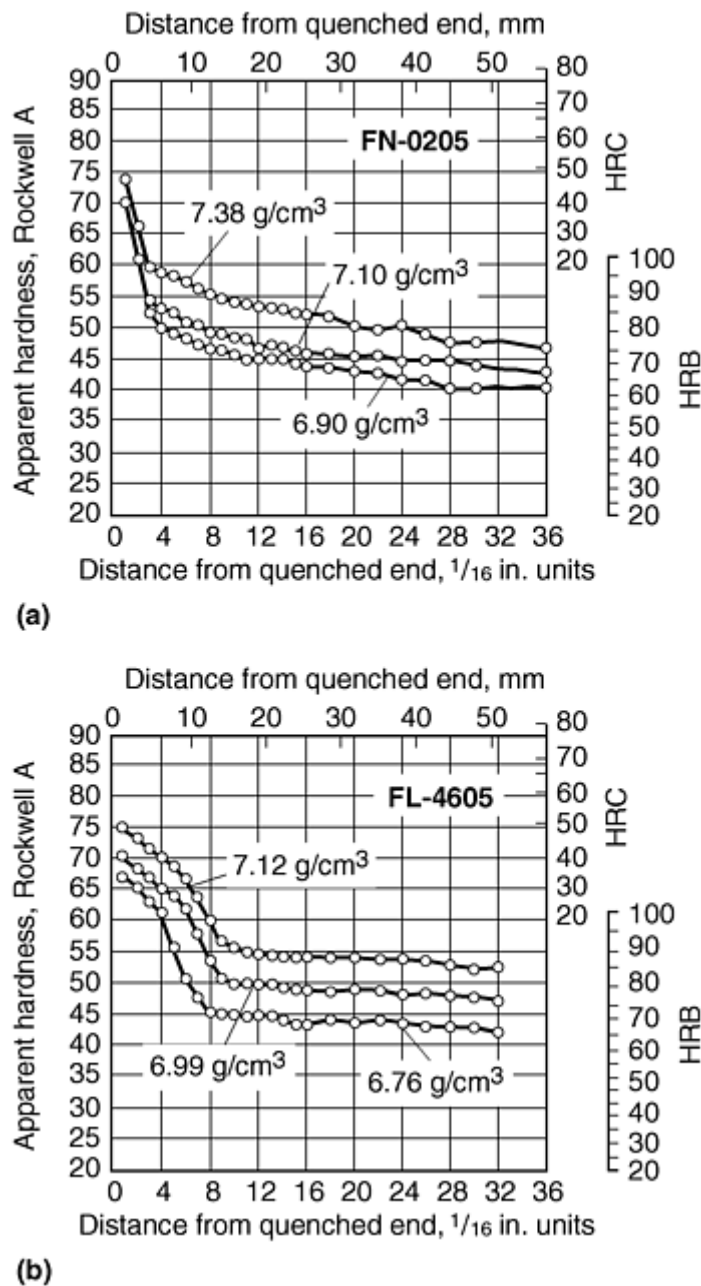 Distance from quenched end, mm
0 10 20 30 40 50
90
85
80
75
70
65
60
55
50
45
40
35
30
25
20
Apparent hardness, Rockwell A
FN-0205
7.38 g/cm³
7.10 g/cm³
6.90 g/cm³
80
70
60
50
40
30
20
HRC
100
90
80
70
60
50
40
30
20
HRB
0 4 8 12 16 20 24 28 32 36
Distance from quenched end, 1/16 in. units
(a)
Distance from quenched end, mm
0 10 20 30 40 50
90
85
80
75
70
65
60
55
50
45
40
35
30
25
20
Apparent hardness, Rockwell A
FL-4605
7.12 g/cm³
6.99 g/cm³
6.76 g/cm³
80
70
60
50
40
30
20
HRC
100
90
80
70
60
50
40
30
20
HRB
0 4 8 12 16 20 24 28 32 36
Distance from quenched end, 1/16 in. units
(b)